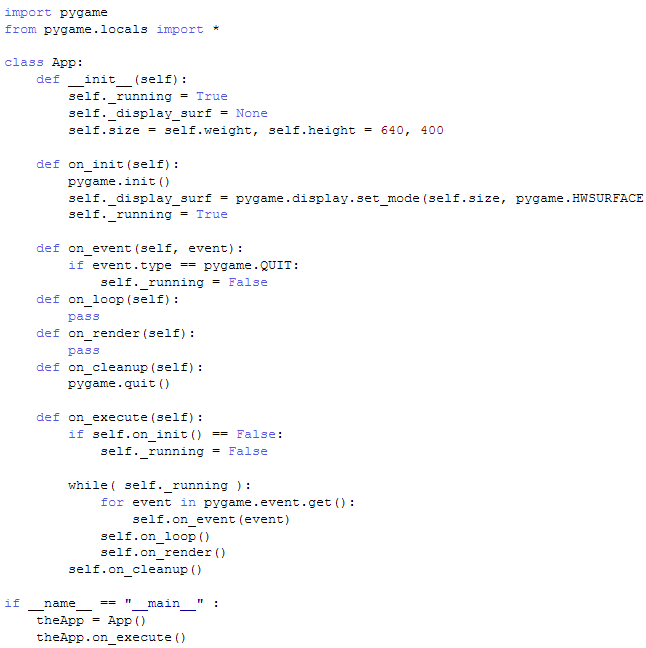 import pygame
from pygame.locals import *

class App:
    def __init__(self):
        self._running = True
        self._display_surf = None
        self.size = self.weight, self.height = 640, 400

    def on_init(self):
        pygame.init()
        self._display_surf = pygame.display.set_mode(self.size, pygame.HWSURFACE
        self._running = True

    def on_event(self, event):
        if event.type == pygame.QUIT:
            self._running = False
    def on_loop(self):
        pass
    def on_render(self):
        pass
    def on_cleanup(self):
        pygame.quit()

    def on_execute(self):
        if self.on_init() == False:
            self._running = False

        while( self._running ):
            for event in pygame.event.get():
                self.on_event(event)
            self.on_loop()
            self.on_render()
        self.on_cleanup()

if __name__ == "__main__" :
    theApp = App()
    theApp.on_execute()